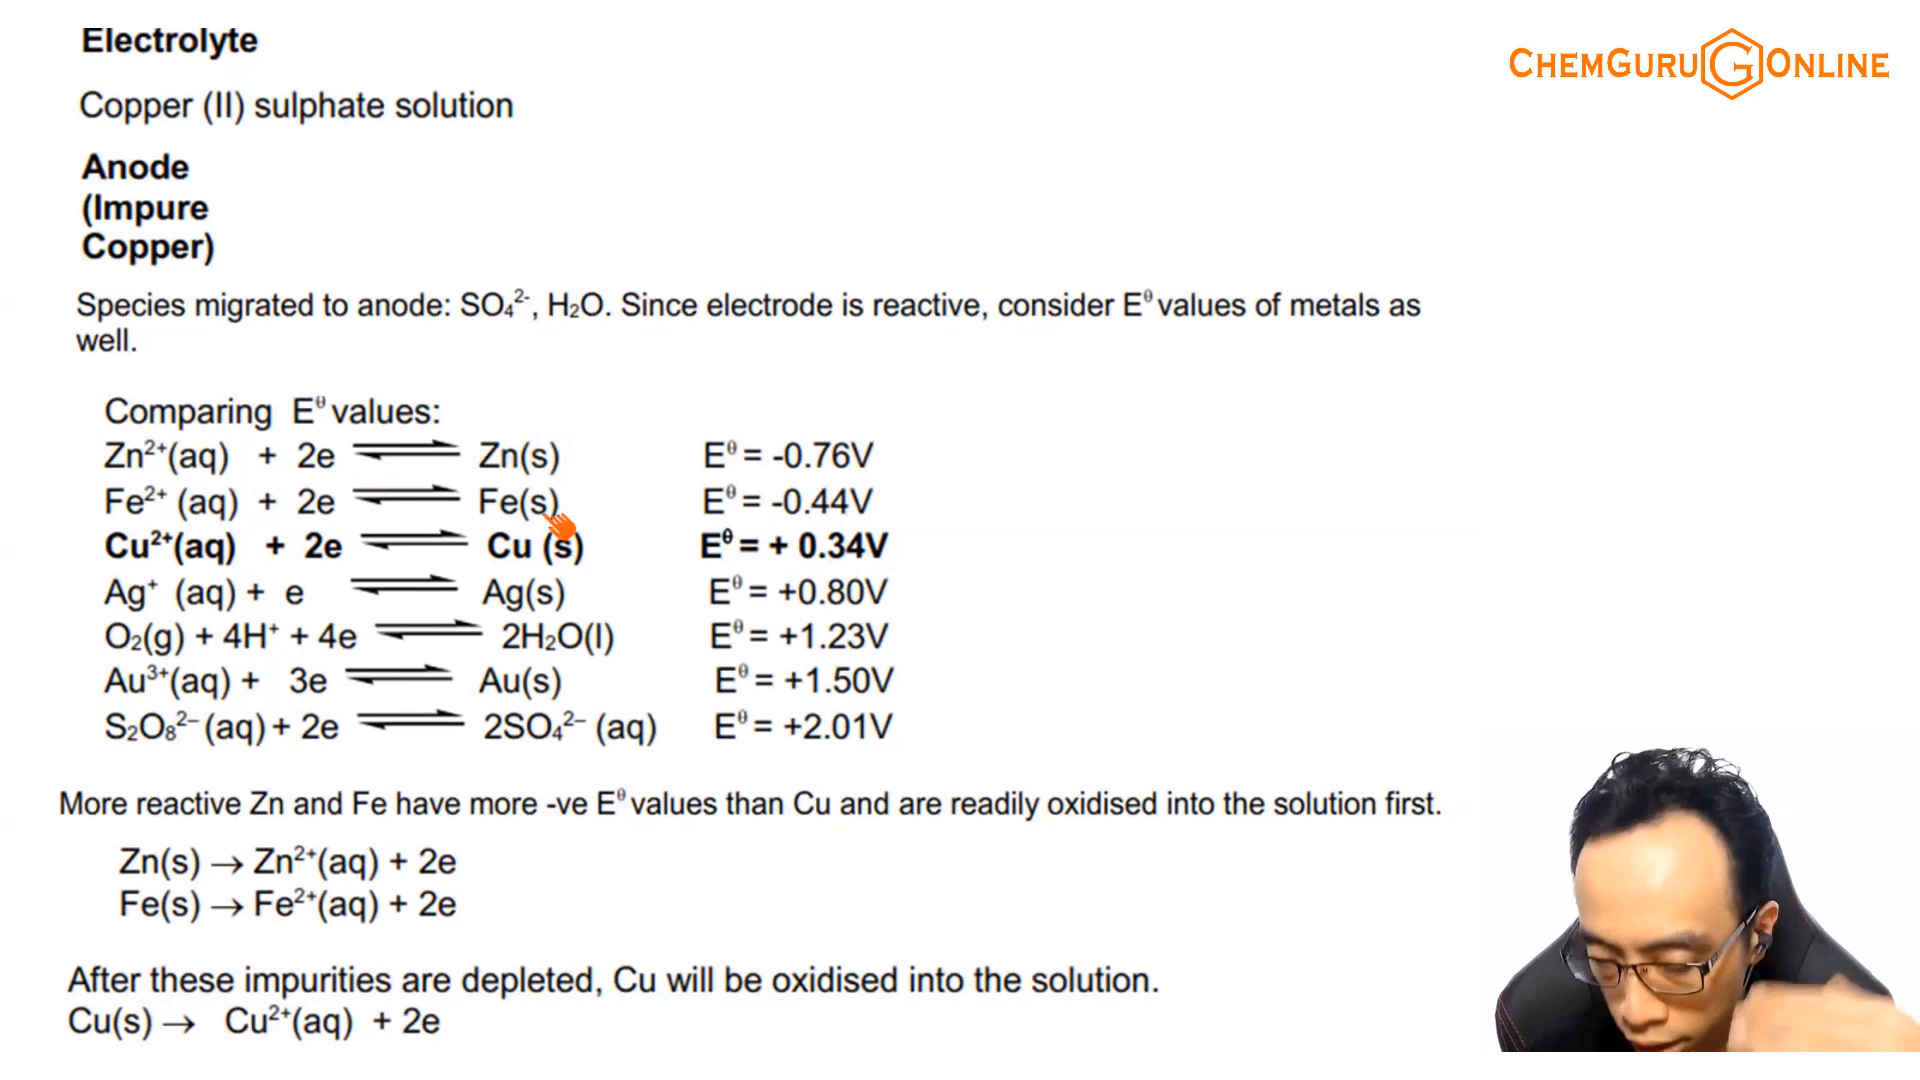 Electrolyte
CHEMGURU G ONLINE
Copper (II) sulphate solution
Anode
(Impure
Copper)
Species migrated to anode: SO₄²⁻, H₂O. Since electrode is reactive, consider Eᶿ values of metals as
well.
Comparing Eᶿ values:
Zn²⁺(aq) + 2e ⇌ Zn(s) Eᶿ = -0.76V
Fe²⁺ (aq) + 2e ⇌ Fe(s) Eᶿ = -0.44V
Cu²⁺(aq) + 2e ⇌ Cu (s) Eᶿ = + 0.34V
Ag⁺ (aq) + e ⇌ Ag(s) Eᶿ = +0.80V
O₂(g) + 4H⁺ + 4e ⇌ 2H₂O(l) Eᶿ = +1.23V
Au³⁺(aq) + 3e ⇌ Au(s) Eᶿ = +1.50V
S₂O₈²⁻ (aq) + 2e ⇌ 2SO₄²⁻ (aq) Eᶿ = +2.01V
More reactive Zn and Fe have more -ve Eᶿ values than Cu and are readily oxidised into the solution first.
Zn(s) → Zn²⁺(aq) + 2e
Fe(s) → Fe²⁺(aq) + 2e
After these impurities are depleted, Cu will be oxidised into the solution.
Cu(s) → Cu²⁺(aq) + 2e